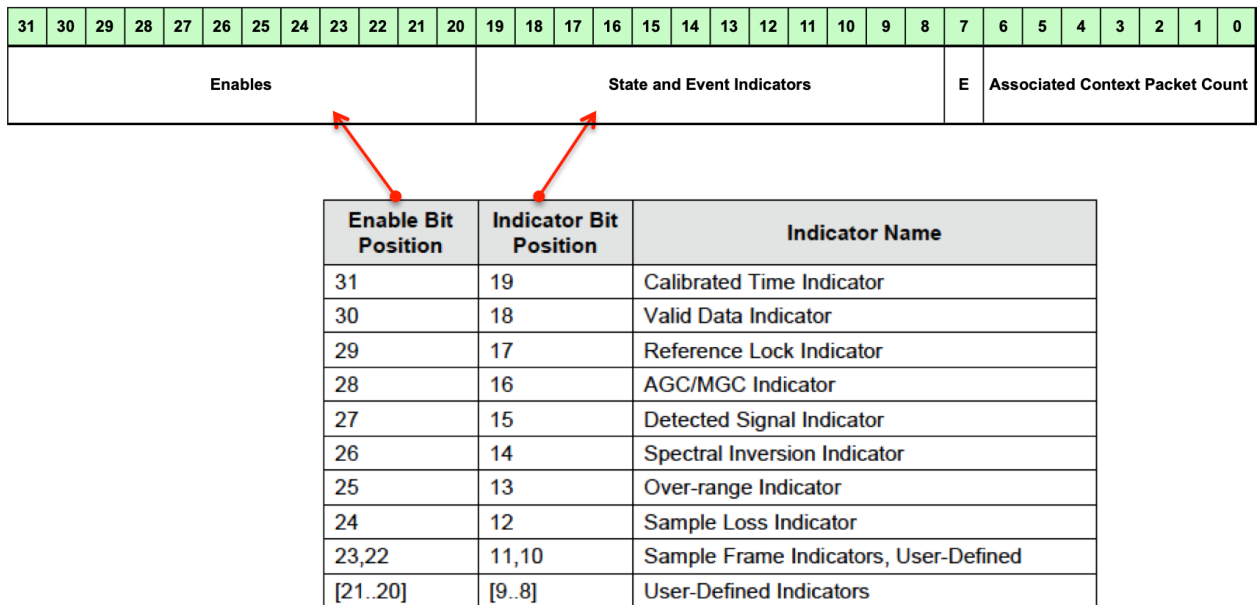 31 30 29 28 27 26 25 24 23 22 21 20 19 18 17 16 15 14 13 12 11 10 9 8 7 6 5 4 3 2 1 0
Enables State and Event Indicators E Associated Context Packet Count
Enable Bit Position Indicator Bit Position Indicator Name
31 19 Calibrated Time Indicator
30 18 Valid Data Indicator
29 17 Reference Lock Indicator
28 16 AGC/MGC Indicator
27 15 Detected Signal Indicator
26 14 Spectral Inversion Indicator
25 13 Over-range Indicator
24 12 Sample Loss Indicator
23,22 11,10 Sample Frame Indicators, User-Defined
[21..20] [9..8] User-Defined Indicators